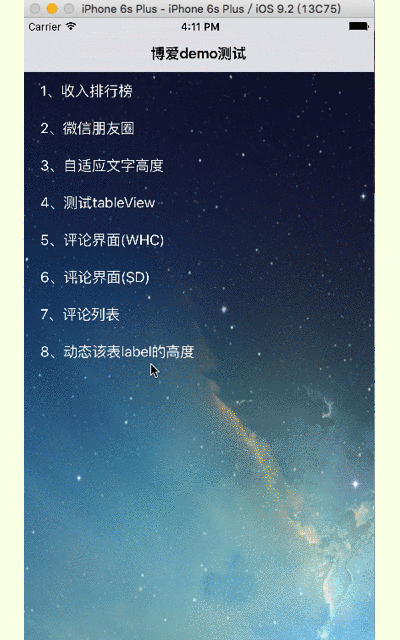 iPhone 6s Plus - iPhone 6s Plus / iOS 9.2 (13C75)
Carrier 4:11 PM
博爱demo测试
1、收入排行榜
2、微信朋友圈
3、自适应文字高度
4、测试tableView
5、评论界面(WHC)
6、评论界面(SD)
7、评论列表
8、动态该表label的高度